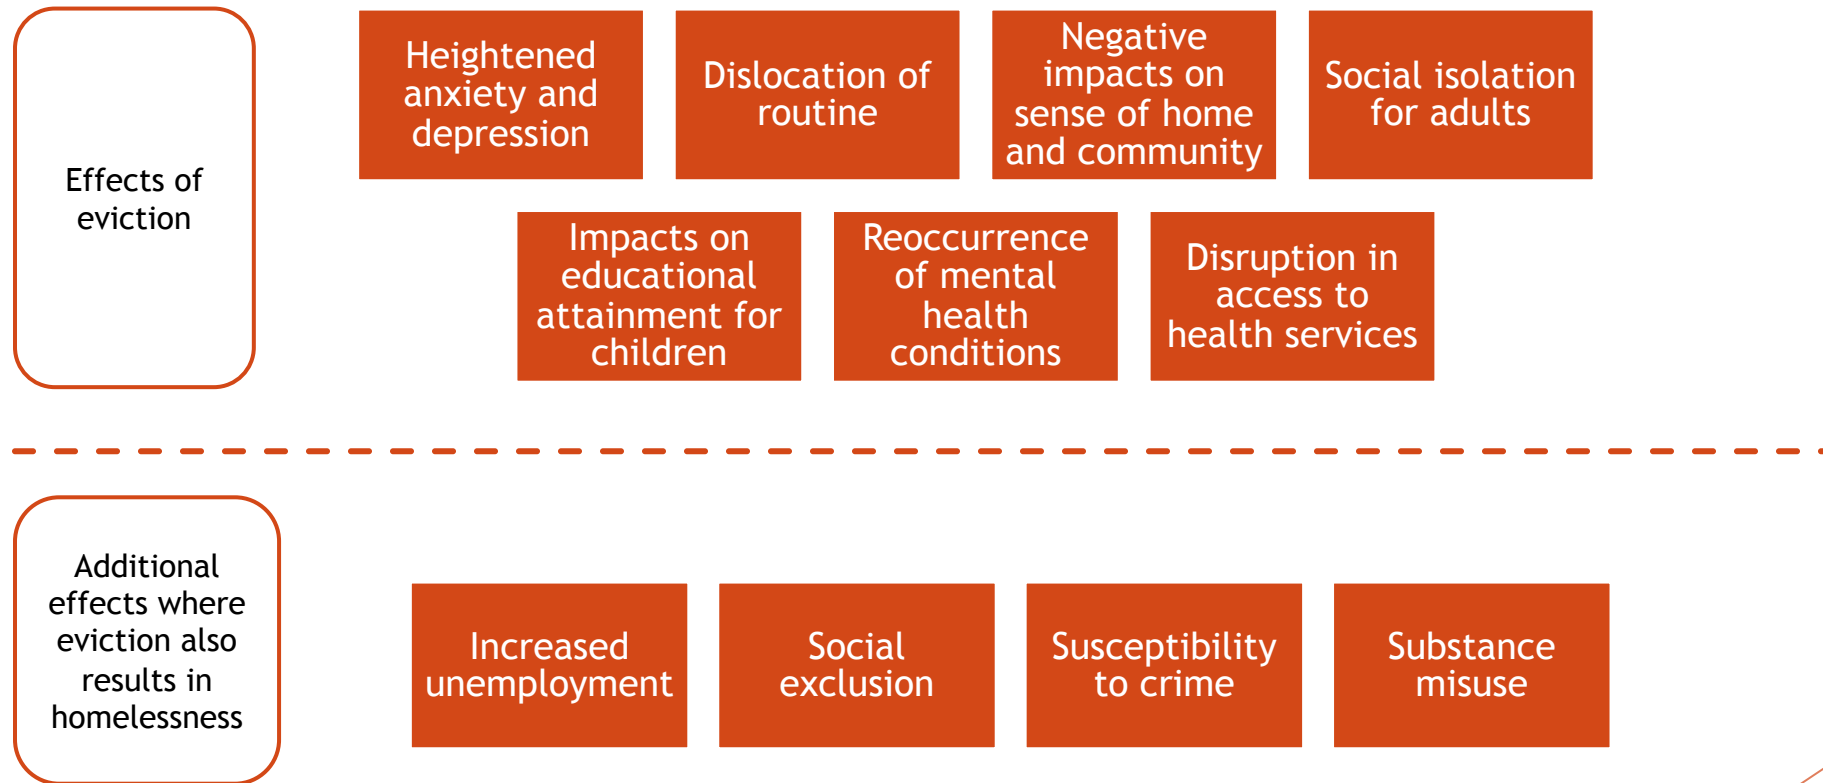 Effects of
eviction
Heightened
anxiety and
depression
Dislocation of
routine
Negative
impacts on
sense of home
and community
Social isolation
for adults
Impacts on
educational
attainment for
children
Reoccurrence
of mental
health
conditions
Disruption in
access to
health services
Additional
effects where
eviction also
results in
homelessness
Increased
unemployment
Social
exclusion
Susceptibility
to crime
Substance
misuse